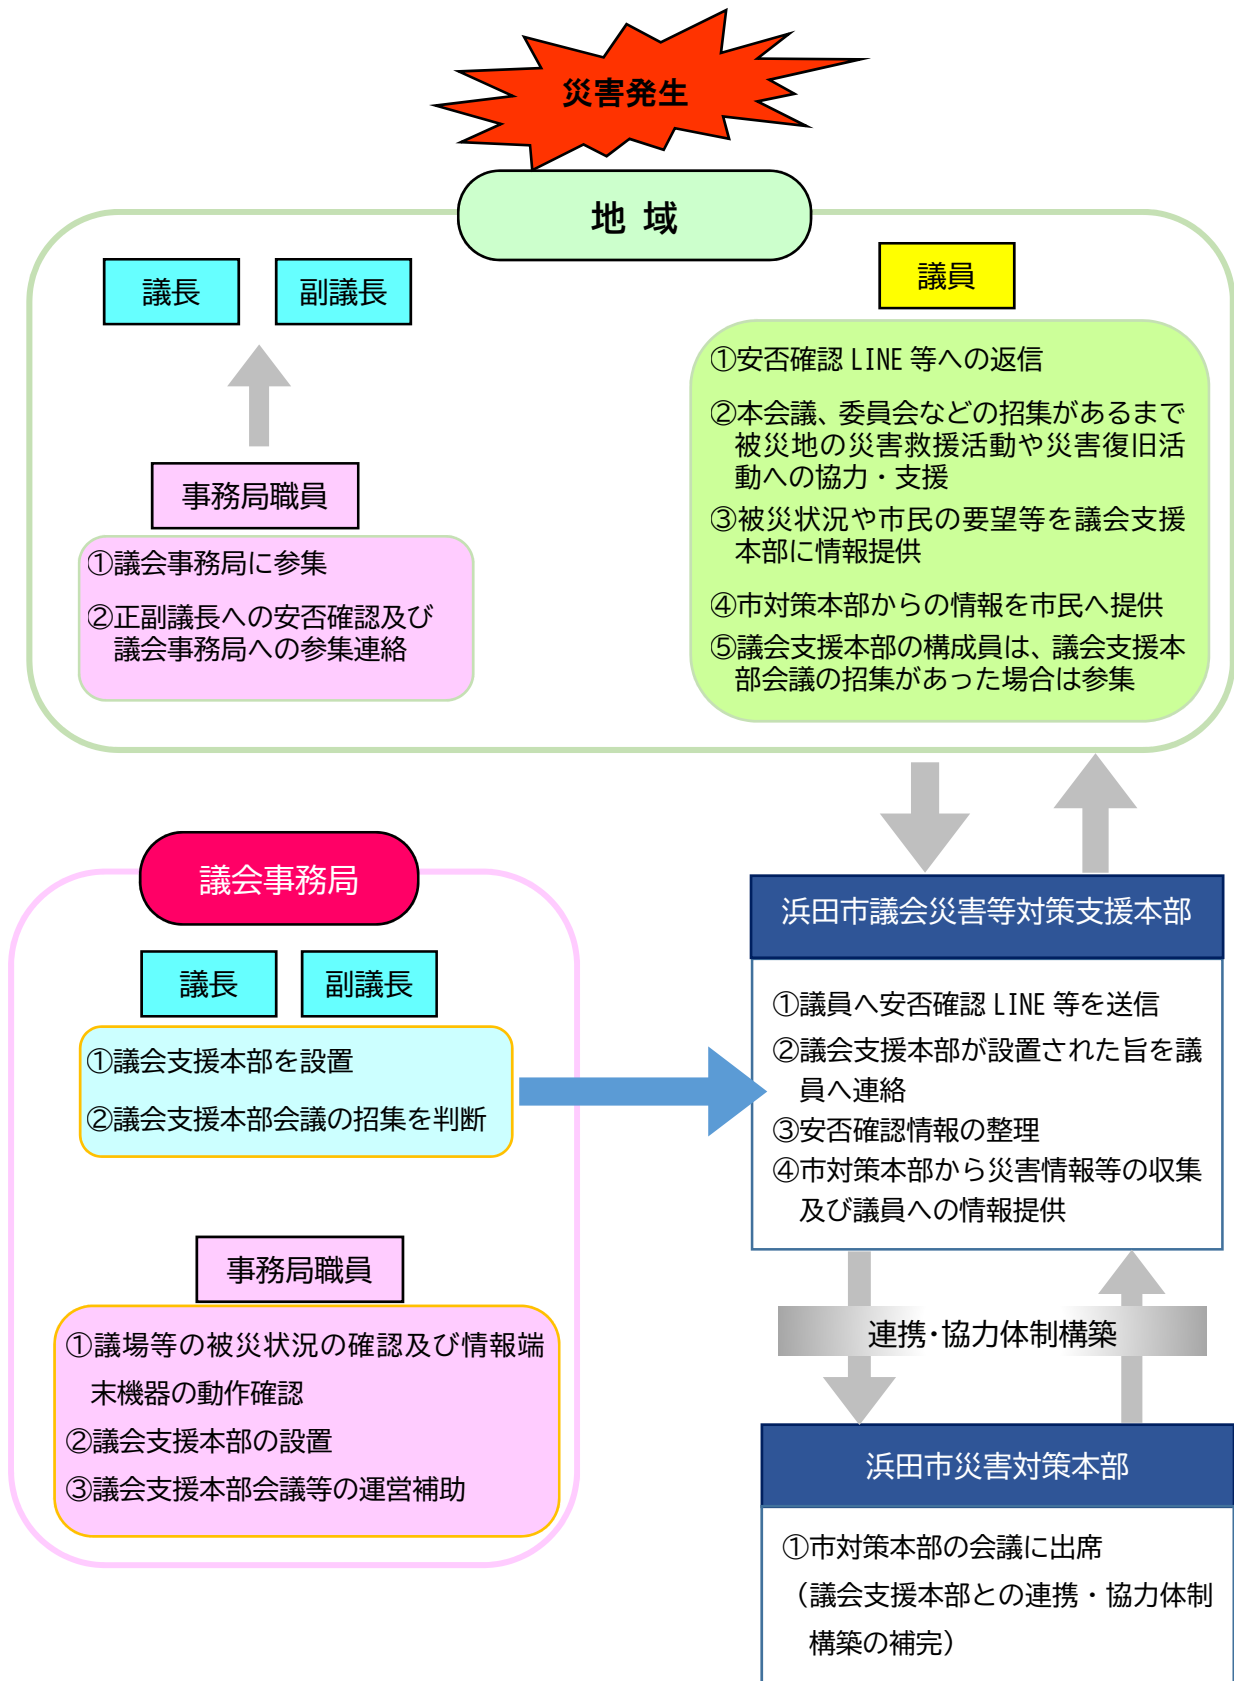 災害発生
地 域
議長
副議長
事務局職員
①議会事務局に参集
②正副議長への安否確認及び
議会事務局への参集連絡
議員
①安否確認 LINE 等への返信
②本会議、委員会などの招集があるまで
被災地の災害救援活動や災害復旧活
動への協力・支援
③被災状況や市民の要望等を議会支援
本部に情報提供
④市対策本部からの情報を市民へ提供
⑤議会支援本部の構成員は、議会支援本
部会議の招集があった場合は参集
議会事務局
議長
副議長
①議会支援本部を設置
②議会支援本部会議の招集を判断
事務局職員
①議場等の被災状況の確認及び情報端
末機器の動作確認
②議会支援本部の設置
③議会支援本部会議等の運営補助
浜田市議会災害等対策支援本部
①議員へ安否確認 LINE 等を送信
②議会支援本部が設置された旨を議
員へ連絡
③安否確認情報の整理
④市対策本部から災害情報等の収集
及び議員への情報提供
連携・協力体制構築
浜田市災害対策本部
①市対策本部の会議に出席
（議会支援本部との連携・協力体制
構築の補完）